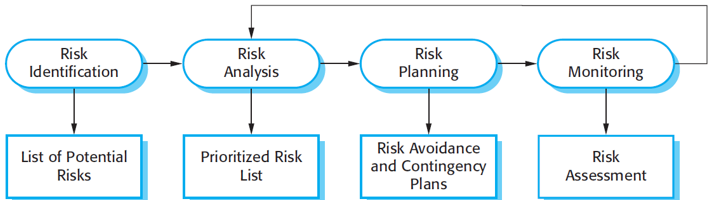 Risk
Identification
Risk
Analysis
Risk
Planning
Risk
Monitoring
List of Potential
Risks
Prioritized Risk
List
Risk Avoidance
and Contingency
Plans
Risk
Assessment